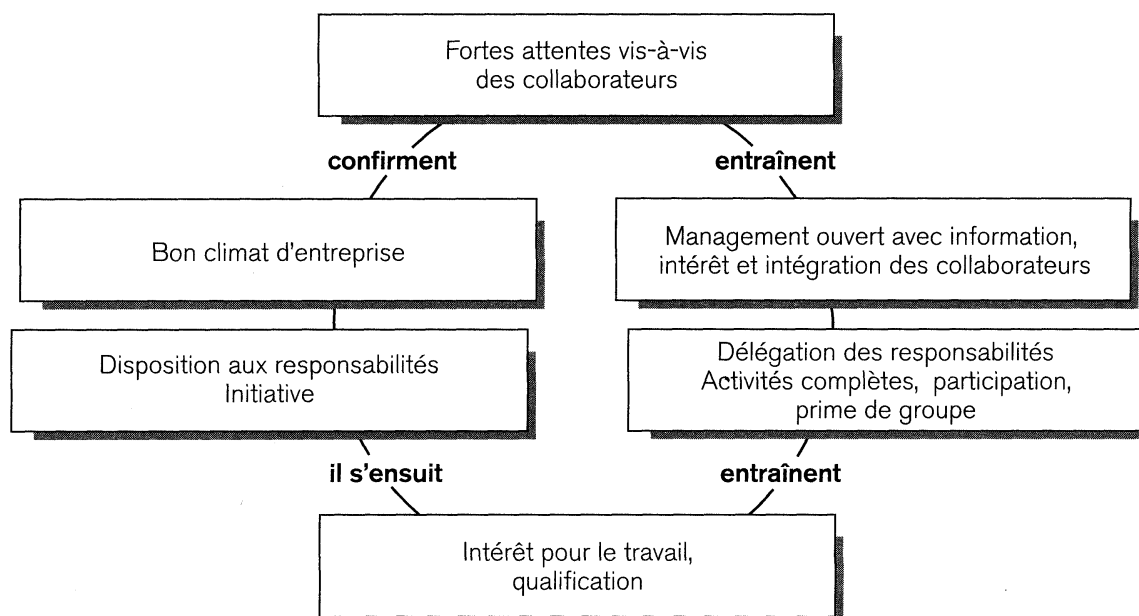 Fortes attentes vis-à-vis
des collaborateurs
confirment
entraînent
Bon climat d'entreprise
Management ouvert avec information,
intérêt et intégration des collaborateurs
Disposition aux responsabilités
Initiative
Délégation des responsabilités
Activités complètes, participation,
prime de groupe
il s'ensuit
entraînent
Intérêt pour le travail,
qualification